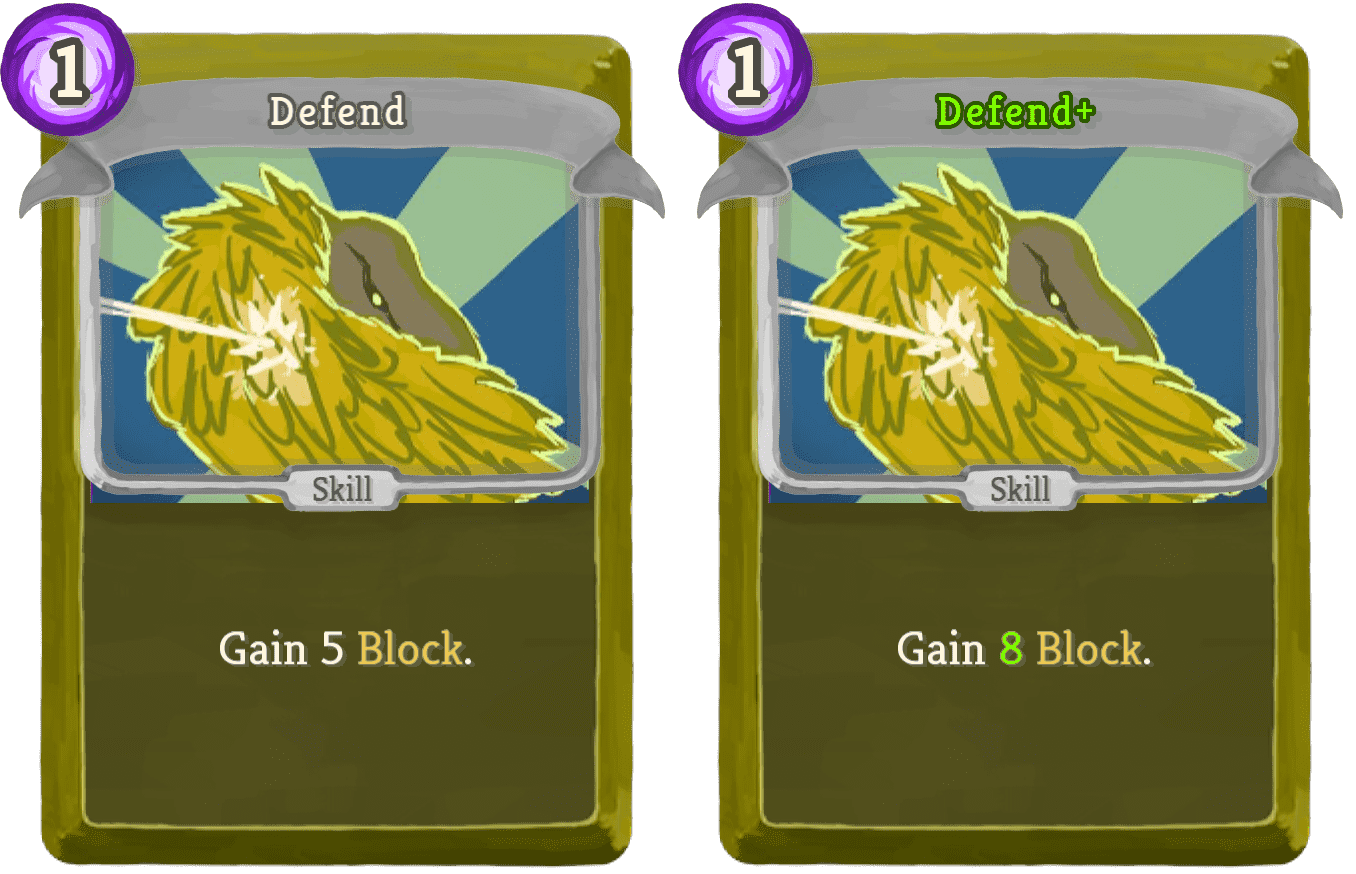 1
Defend
Skill
Gain 5 Block.
1
Defend+
Skill
Gain 8 Block.